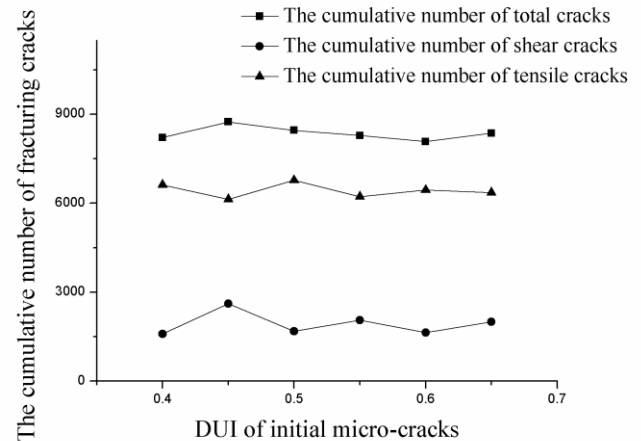 The cumulative number of total cracks
The cumulative number of shear cracks
The cumulative number of tensile cracks
The cumulative number of fracturing cracks
9000
6000
3000
0
0.4
0.5
0.6
0.7
DUI of initial micro-cracks